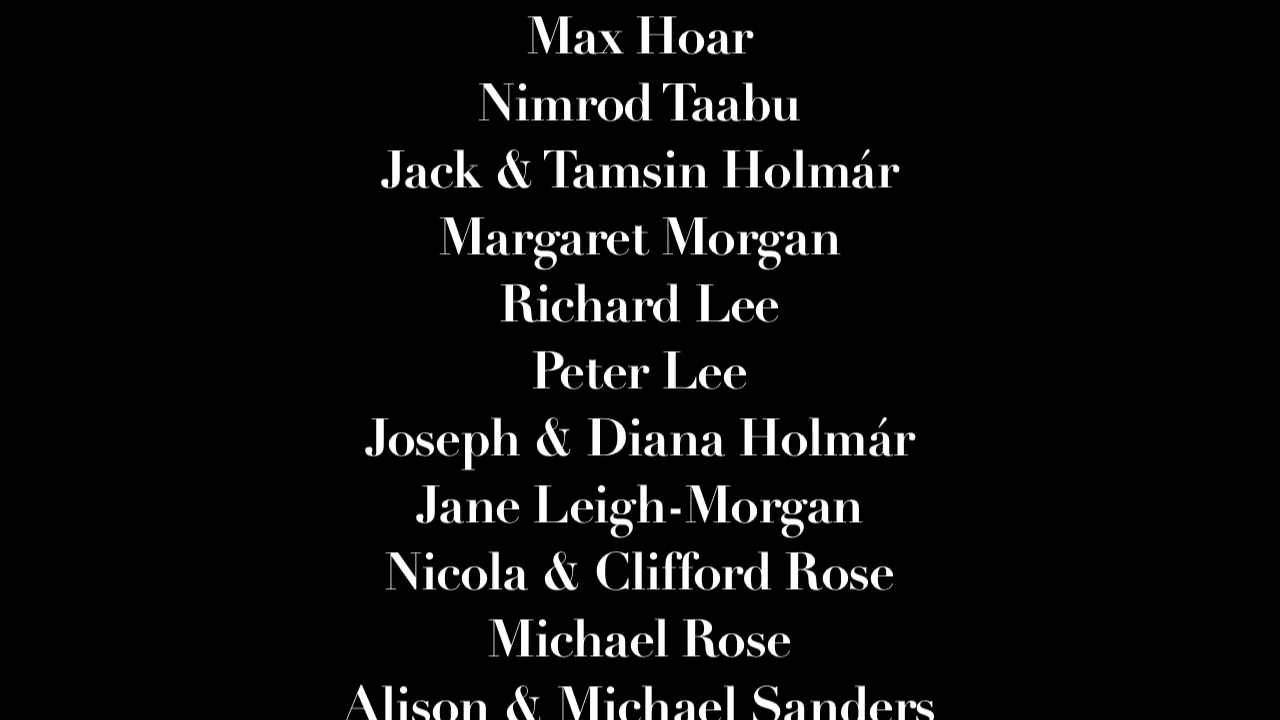 Max Hoar
Nimrod Taabu
Jack & Tamsin Holmár
Margaret Morgan
Richard Lee
Peter Lee
Joseph & Diana Holmár
Jane Leigh-Morgan
Nicola & Clifford Rose
Michael Rose
Alison & Michael Sanders